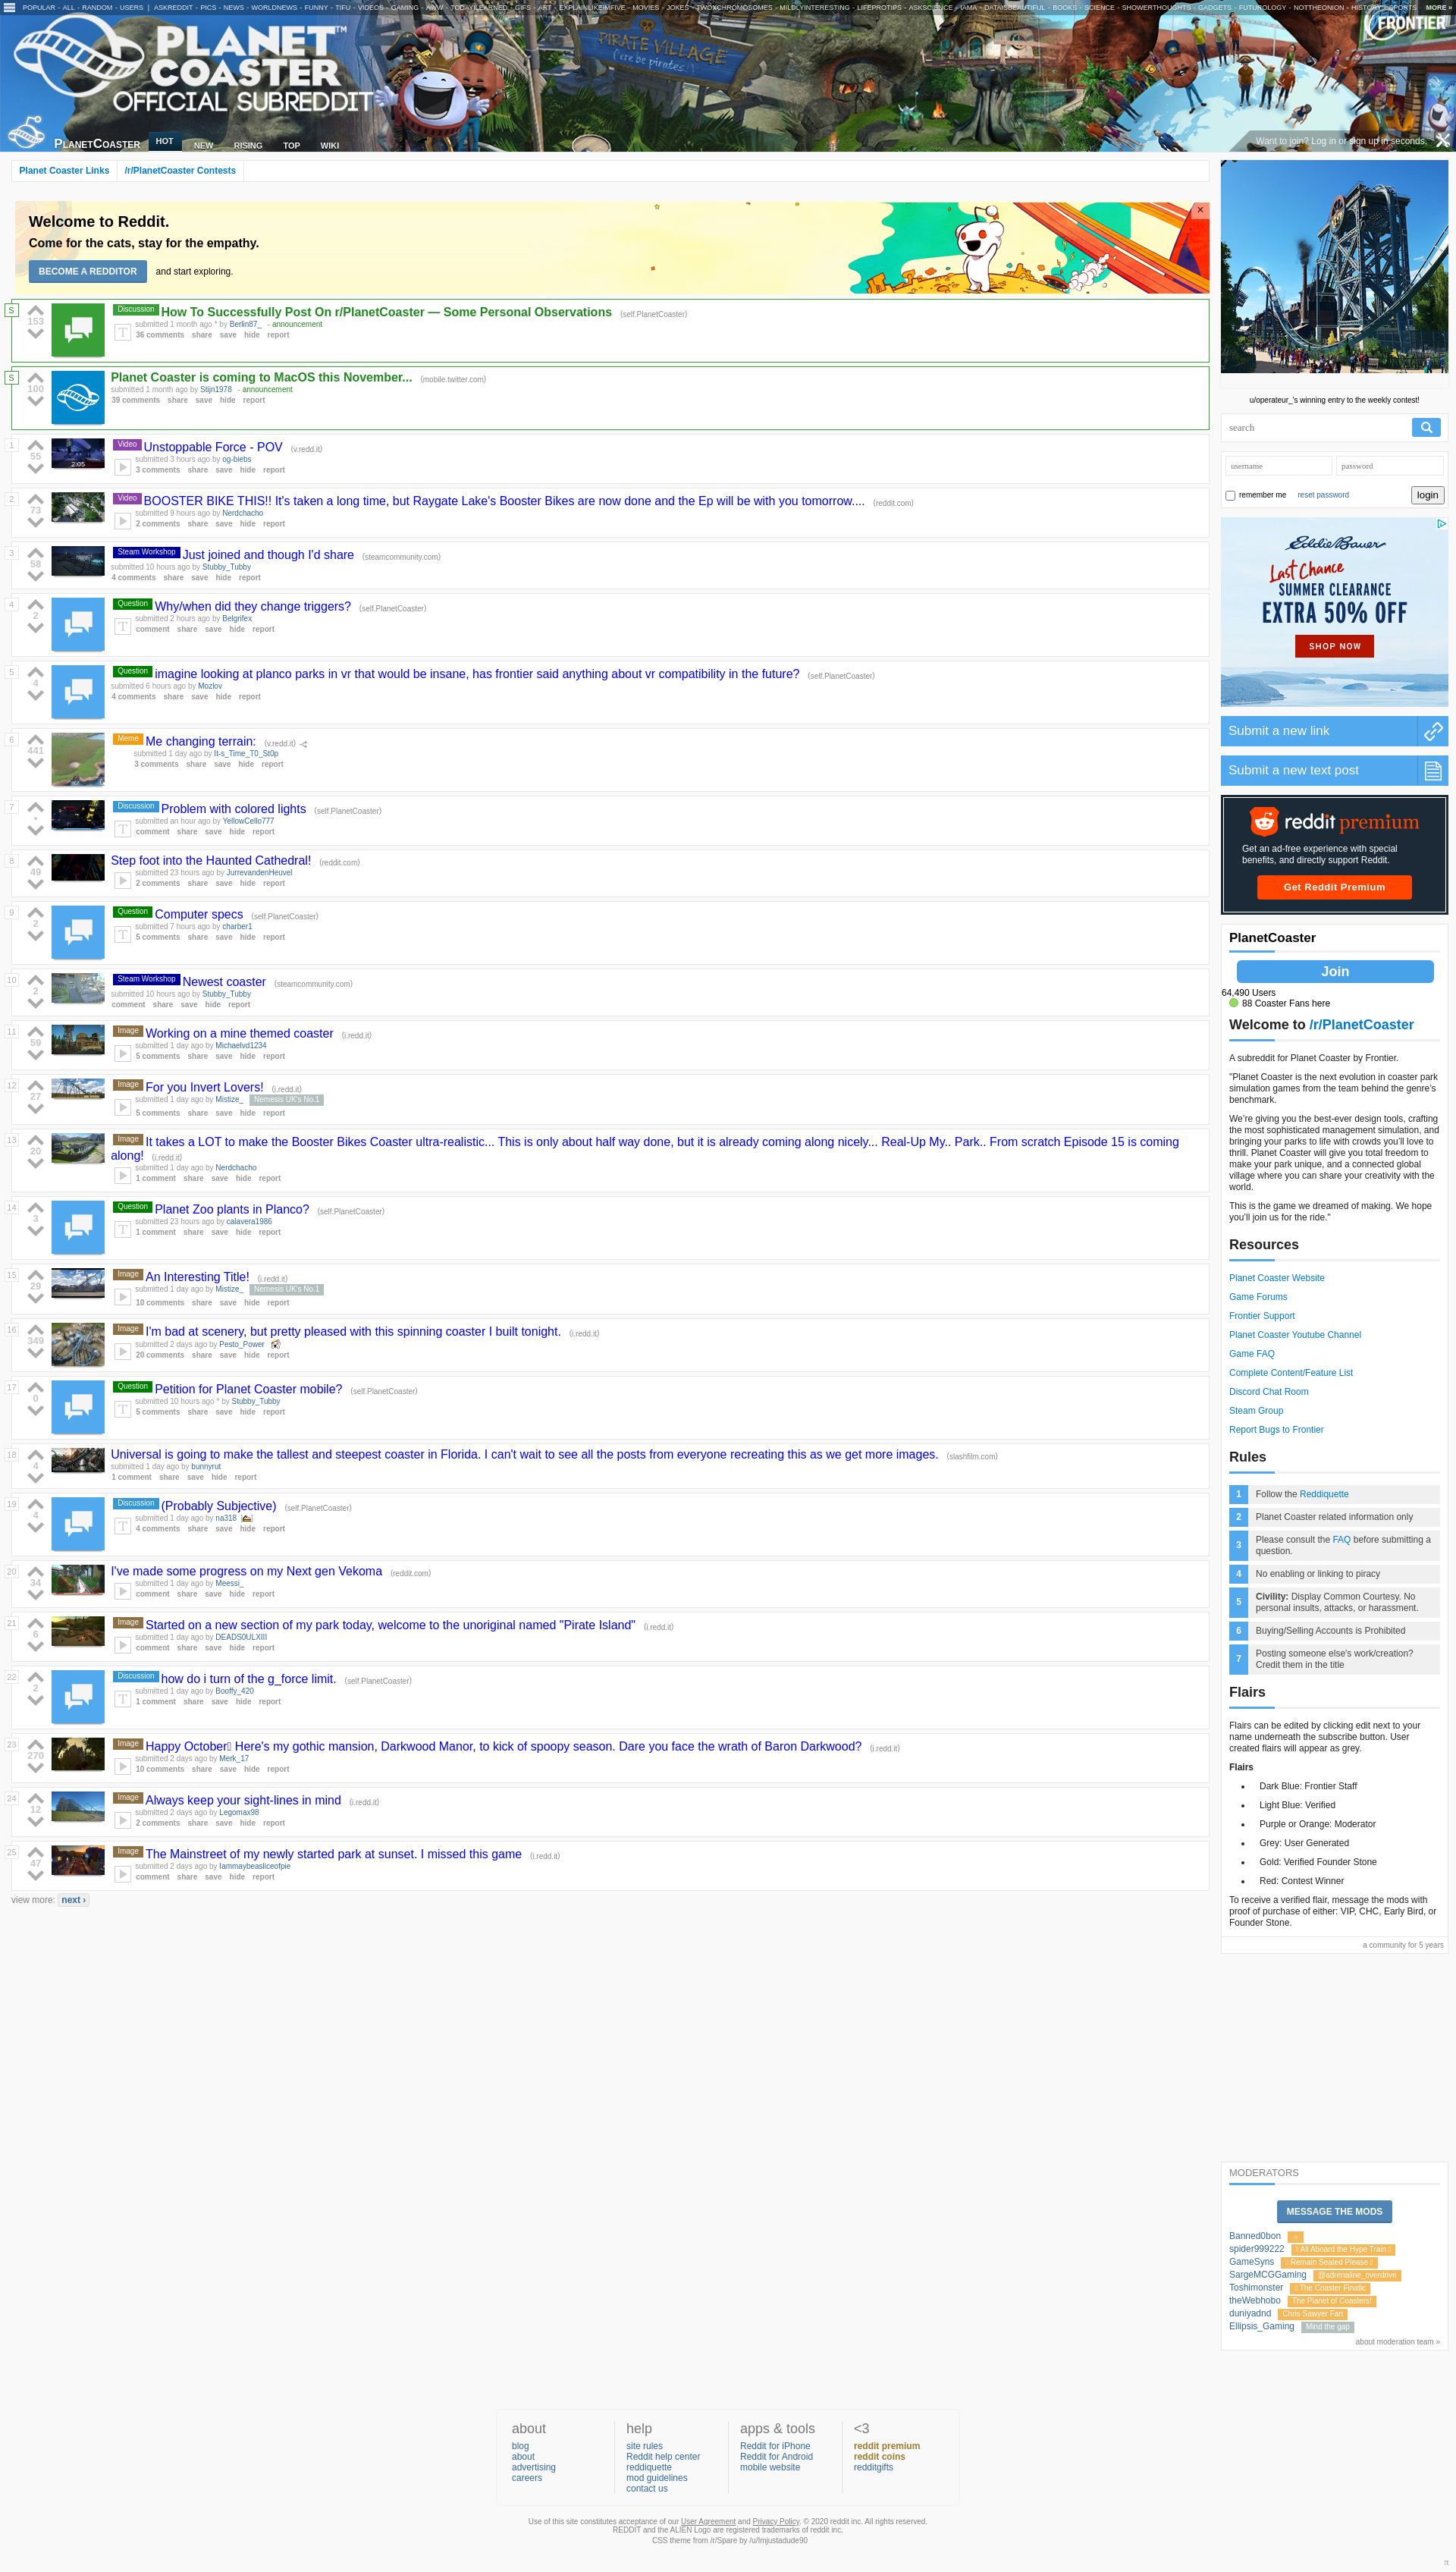 POPULAR - ALL - RANDOM - USERS | ASKREDDIT - PICS - NEWS - WORLDNEWS - FUNNY - TIFU - VIDEOS - GAMING - AWW - TODAYILEARNED - GIFS - ART - EXPLAINLIKEIMFIVE - MOVIES - JOKES - TWOXCHROMOSOMES - MILDLYINTERESTING - LIFEPROTIPS - ASKSCIENCE - IAMA - DATAISBEAUTIFUL - BOOKS - SCIENCE - SHOWERTHOUGHTS - GADGETS - FUTUROLOGY - NOTTHEONION - HISTORY - SPORTS MORE »
PLANET COASTER™
OFFICIAL SUBREDDIT
PIRATE VILLAGE
FRONTIER
PlanetCoaster HOT NEW RISING TOP WIKI
Want to join? Log in or sign up in seconds.
Planet Coaster Links /r/PlanetCoaster Contests
Welcome to Reddit.
Come for the cats, stay for the empathy.
BECOME A REDDITOR and start exploring.
×
S 153 Discussion How To Successfully Post On r/PlanetCoaster — Some Personal Observations (self.PlanetCoaster)
submitted 1 month ago * by Berlin87_ - announcement
36 comments share save hide report
S 100 Planet Coaster is coming to MacOS this November... (mobile.twitter.com)
submitted 1 month ago by Stijn1978 - announcement
39 comments share save hide report
1 55 2:05 Video Unstoppable Force - POV (v.redd.it)
submitted 3 hours ago by og-biebs
3 comments share save hide report
2 73 Video BOOSTER BIKE THIS!! It's taken a long time, but Raygate Lake's Booster Bikes are now done and the Ep will be with you tomorrow.... (reddit.com)
submitted 9 hours ago by Nerdchacho
2 comments share save hide report
3 58 Steam Workshop Just joined and though I'd share (steamcommunity.com)
submitted 10 hours ago by Stubby_Tubby
4 comments share save hide report
4 2 Question Why/when did they change triggers? (self.PlanetCoaster)
submitted 2 hours ago by Belgrifex
comment share save hide report
5 4 Question imagine looking at planco parks in vr that would be insane, has frontier said anything about vr compatibility in the future? (self.PlanetCoaster)
submitted 6 hours ago by Mozlov
4 comments share save hide report
6 441 Meme Me changing terrain: (v.redd.it)
submitted 1 day ago by It-s_Time_T0_St0p
3 comments share save hide report
7 • Discussion Problem with colored lights (self.PlanetCoaster)
submitted an hour ago by YellowCello777
comment share save hide report
8 49 Step foot into the Haunted Cathedral! (reddit.com)
submitted 23 hours ago by JurrevandenHeuvel
2 comments share save hide report
9 2 Question Computer specs (self.PlanetCoaster)
submitted 7 hours ago by charber1
5 comments share save hide report
10 2 Steam Workshop Newest coaster (steamcommunity.com)
submitted 10 hours ago by Stubby_Tubby
comment share save hide report
11 59 Image Working on a mine themed coaster (i.redd.it)
submitted 1 day ago by Michaelvd1234
5 comments share save hide report
12 27 Image For you Invert Lovers! (i.redd.it)
submitted 1 day ago by Mistize_ Nemesis UK's No.1
5 comments share save hide report
13 20 Image It takes a LOT to make the Booster Bikes Coaster ultra-realistic... This is only about half way done, but it is already coming along nicely... Real-Up My.. Park.. From scratch Episode 15 is coming
along! (i.redd.it)
submitted 1 day ago by Nerdchacho
1 comment share save hide report
14 3 Question Planet Zoo plants in Planco? (self.PlanetCoaster)
submitted 23 hours ago by calavera1986
1 comment share save hide report
15 29 Image An Interesting Title! (i.redd.it)
submitted 1 day ago by Mistize_ Nemesis UK's No.1
10 comments share save hide report
16 349 Image I'm bad at scenery, but pretty pleased with this spinning coaster I built tonight. (i.redd.it)
submitted 2 days ago by Pesto_Power
20 comments share save hide report
17 0 Question Petition for Planet Coaster mobile? (self.PlanetCoaster)
submitted 10 hours ago * by Stubby_Tubby
5 comments share save hide report
18 4 Universal is going to make the tallest and steepest coaster in Florida. I can't wait to see all the posts from everyone recreating this as we get more images. (slashfilm.com)
submitted 1 day ago by bunnyrut
1 comment share save hide report
19 4 Discussion (Probably Subjective) (self.PlanetCoaster)
submitted 1 day ago by na318
4 comments share save hide report
20 34 I've made some progress on my Next gen Vekoma (reddit.com)
submitted 1 day ago by Meessi_
comment share save hide report
21 6 Image Started on a new section of my park today, welcome to the unoriginal named "Pirate Island" (i.redd.it)
submitted 1 day ago by DEADS0ULXIII
comment share save hide report
22 2 Discussion how do i turn of the g_force limit. (self.PlanetCoaster)
submitted 1 day ago by Booffy_420
1 comment share save hide report
23 270 Image Happy October Here's my gothic mansion, Darkwood Manor, to kick of spoopy season. Dare you face the wrath of Baron Darkwood? (i.redd.it)
submitted 2 days ago by Merk_17
10 comments share save hide report
24 12 Image Always keep your sight-lines in mind (i.redd.it)
submitted 2 days ago by Legomax98
2 comments share save hide report
25 47 Image The Mainstreet of my newly started park at sunset. I missed this game (i.redd.it)
submitted 2 days ago by Iammaybeasliceofpie
comment share save hide report
view more: next ›
u/operateur_'s winning entry to the weekly contest!
search
username password
remember me reset password login
Eddie Bauer
Last Chance
SUMMER CLEARANCE
EXTRA 50% OFF
SHOP NOW
Submit a new link
Submit a new text post
reddit premium
Get an ad-free experience with special
benefits, and directly support Reddit.
Get Reddit Premium
PlanetCoaster
Join
64,490 Users
88 Coaster Fans here
Welcome to /r/PlanetCoaster
A subreddit for Planet Coaster by Frontier.
"Planet Coaster is the next evolution in coaster park
simulation games from the team behind the genre's
benchmark.
We're giving you the best-ever design tools, crafting
the most sophisticated management simulation, and
bringing your parks to life with crowds you'll love to
thrill. Planet Coaster will give you total freedom to
make your park unique, and a connected global
village where you can share your creativity with the
world.
This is the game we dreamed of making. We hope
you'll join us for the ride."
Resources
Planet Coaster Website
Game Forums
Frontier Support
Planet Coaster Youtube Channel
Game FAQ
Complete Content/Feature List
Discord Chat Room
Steam Group
Report Bugs to Frontier
Rules
1 Follow the Reddiquette
2 Planet Coaster related information only
3 Please consult the FAQ before submitting a
question.
4 No enabling or linking to piracy
5 Civility: Display Common Courtesy. No
personal insults, attacks, or harassment.
6 Buying/Selling Accounts is Prohibited
7 Posting someone else's work/creation?
Credit them in the title
Flairs
Flairs can be edited by clicking edit next to your
name underneath the subscribe button. User
created flairs will appear as grey.
Flairs
• Dark Blue: Frontier Staff
• Light Blue: Verified
• Purple or Orange: Moderator
• Grey: User Generated
• Gold: Verified Founder Stone
• Red: Contest Winner
To receive a verified flair, message the mods with
proof of purchase of either: VIP, CHC, Early Bird, or
Founder Stone.
a community for 5 years
MODERATORS
MESSAGE THE MODS
Banned0bon
spider999222 All Aboard the Hype Train
GameSyns Remain Seated Please
SargeMCGGaming @adrenaline_overdrive
Toshimonster The Coaster Finatic
theWebhobo The Planet of Coasters!
duniyadnd Chris Sawyer Fan
Ellipsis_Gaming Mind the gap
about moderation team »
about
blog
about
advertising
careers
help
site rules
Reddit help center
reddiquette
mod guidelines
contact us
apps & tools
Reddit for iPhone
Reddit for Android
mobile website
<3
reddit premium
reddit coins
redditgifts
Use of this site constitutes acceptance of our User Agreement and Privacy Policy. © 2020 reddit inc. All rights reserved.
REDDIT and the ALIEN Logo are registered trademarks of reddit inc.
CSS theme from /r/Spare by /u/Imjustadude90
π